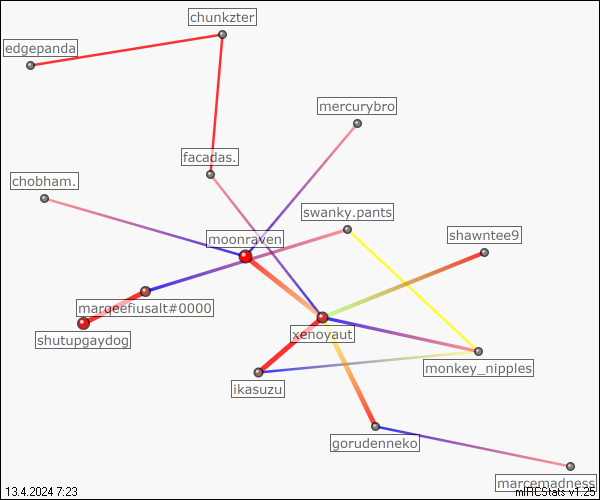 chunkzter
edgepanda
mercurybro
facadas.
chobham.
swanky.pants
moonraven
shawntee9
marqeefiusalt#0000
shutupgaydog
xenoyaut
monkey_nipples
ikasuzu
gorudenneko
marcemadness
13.4.2024 7:23
mIRCStats v1.25